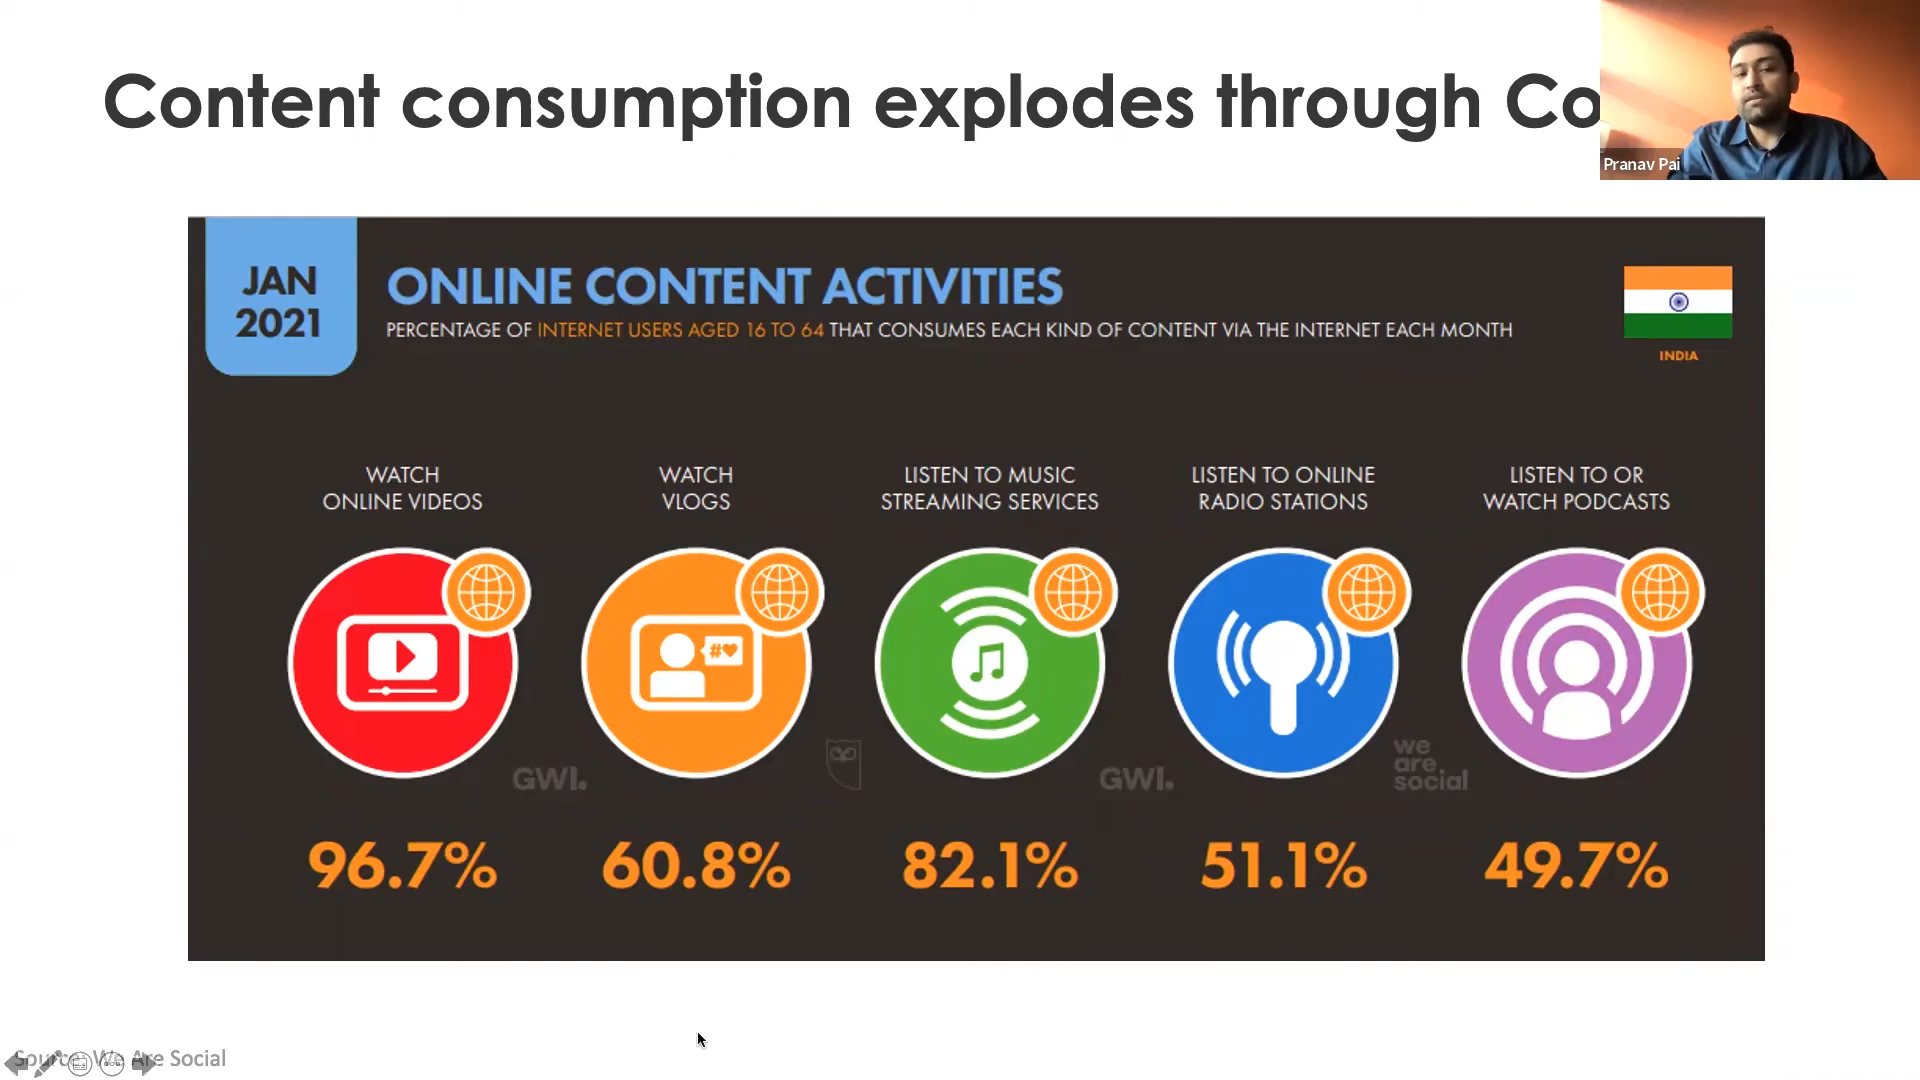 Content consumption explodes through Co
Pranav Pai
JAN
2021
ONLINE CONTENT ACTIVITIES
PERCENTAGE OF INTERNET USERS AGED 16 TO 64 THAT CONSUMES EACH KIND OF CONTENT VIA THE INTERNET EACH MONTH
INDIA
WATCH
ONLINE VIDEOS
WATCH
VLOGS
LISTEN TO MUSIC
STREAMING SERVICES
LISTEN TO ONLINE
RADIO STATIONS
LISTEN TO OR
WATCH PODCASTS
#
GWI.
GWI.
we
are
social
96.7%
60.8%
82.1%
51.1%
49.7%
Source: We Are Social